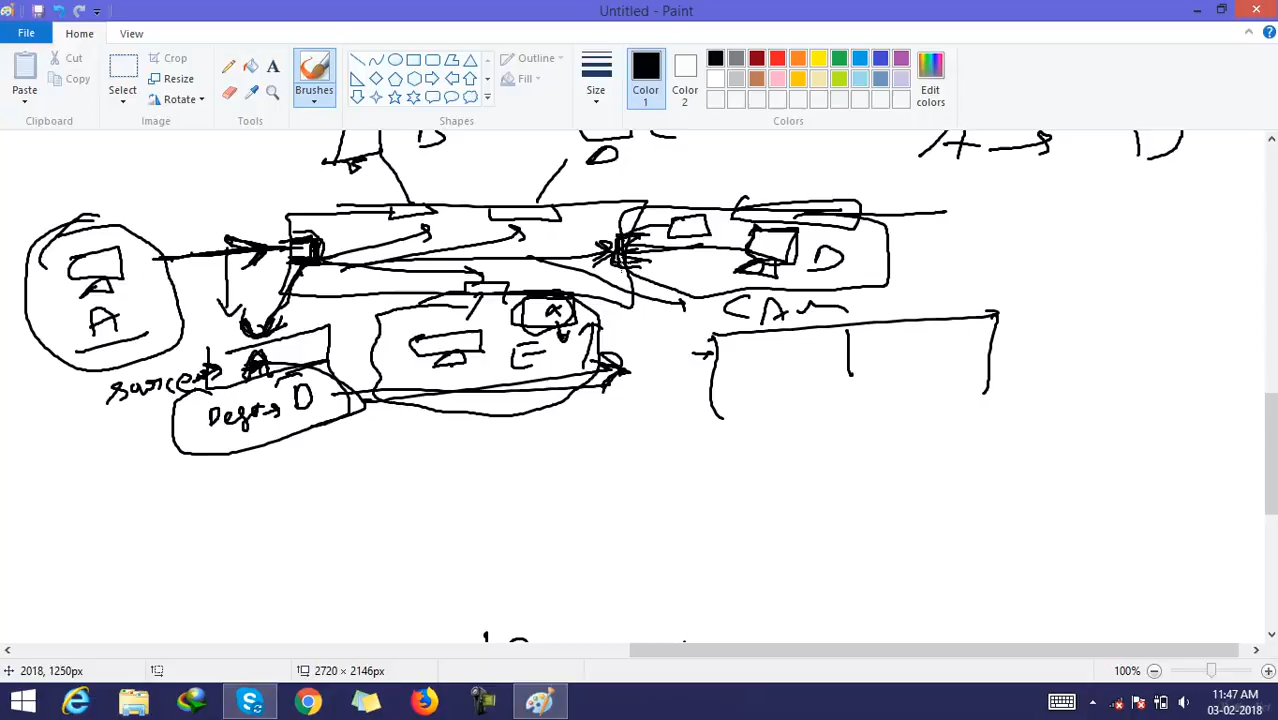 Untitled - Paint
File
Home
View
Paste
Cut
Copy
Clipboard
Select
Crop
Resize
Rotate
Image
Tools
Brushes
Shapes
Outline
Fill
Size
Color
1
Color
2
Colors
Edit
colors
B
D
A → D
A
D
CAM
E
A
Source →
Dest → D
2018, 1250px
2720 × 2146px
100%
11:47 AM
03-02-2018